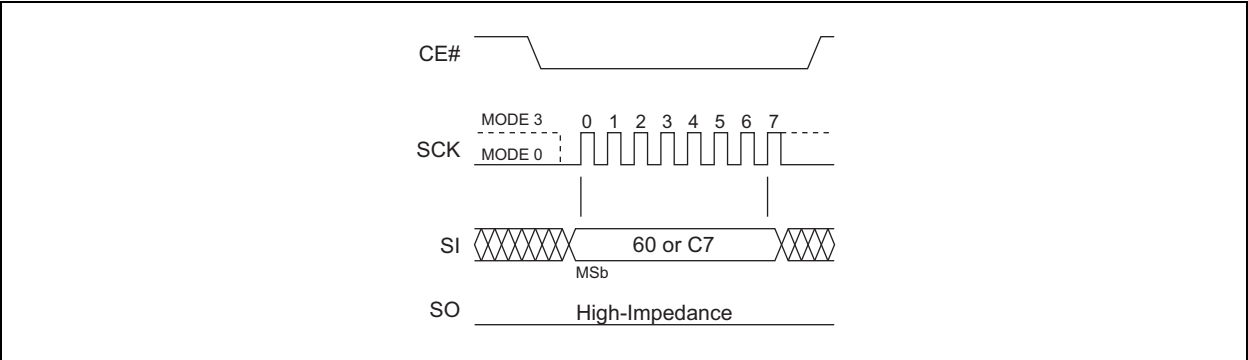 CE#
MODE 3
0 1 2 3 4 5 6 7
SCK
MODE 0
SI
60 or C7
MSb
SO
High-Impedance